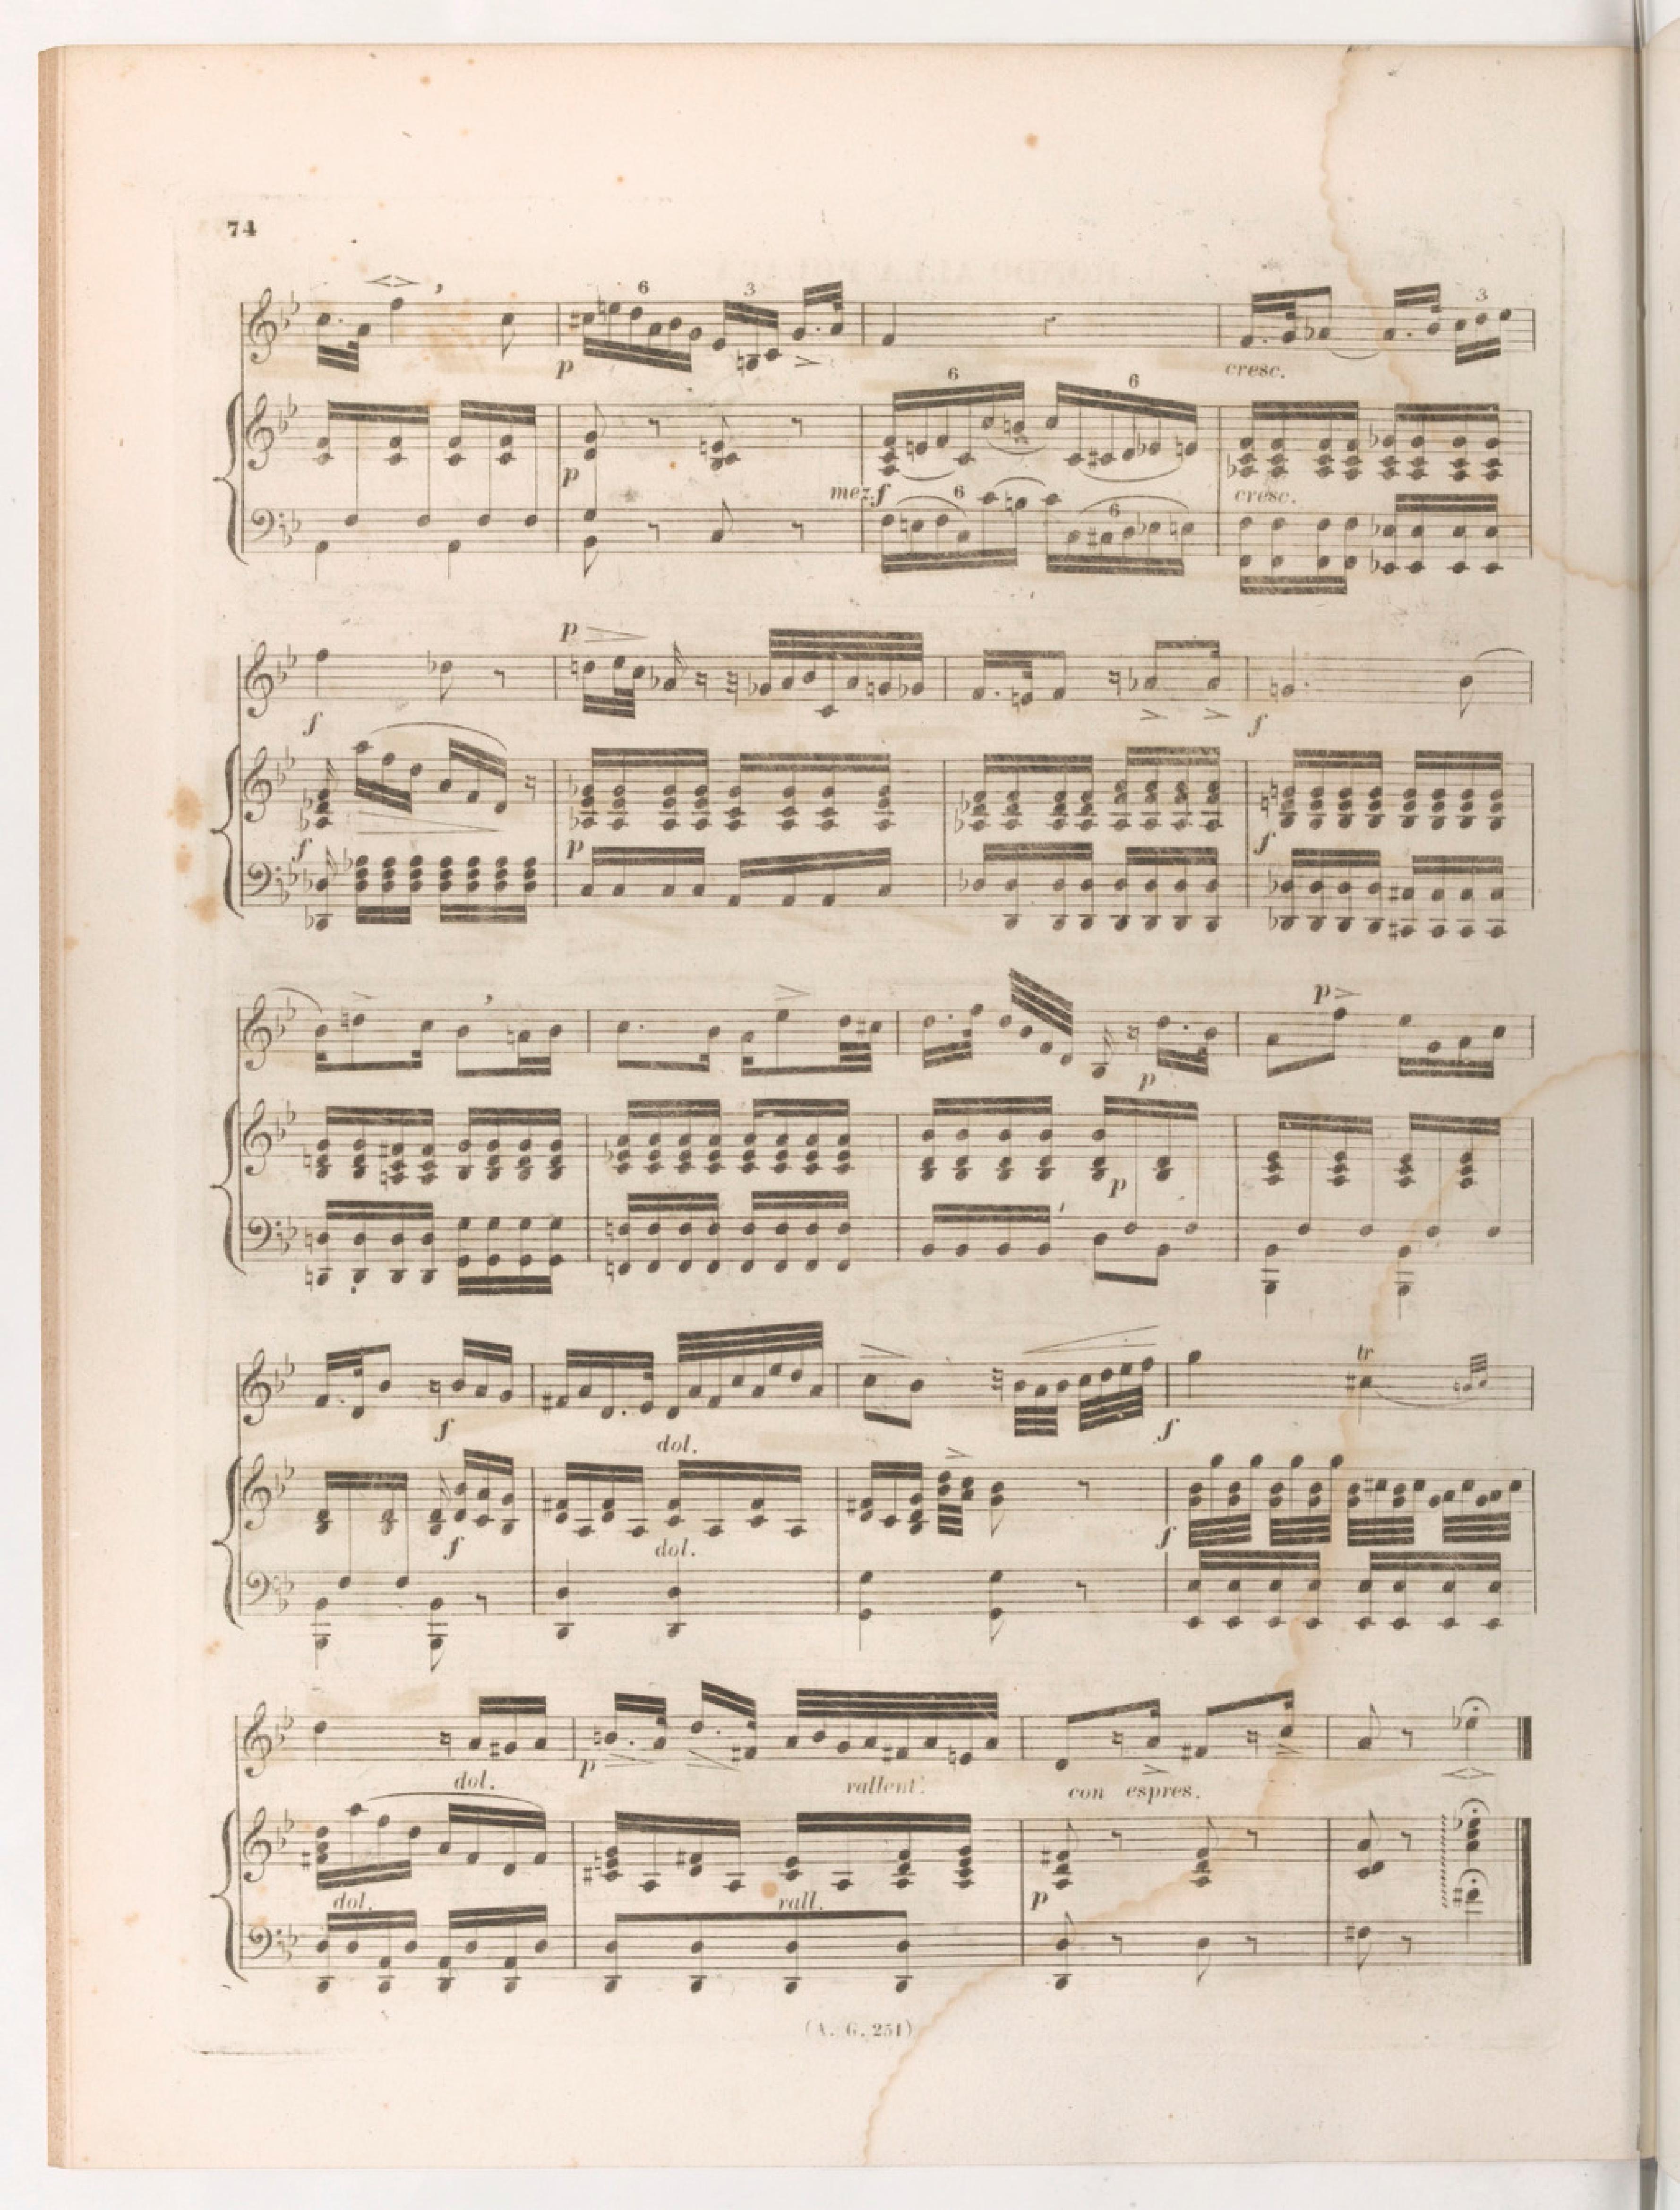 74
6 3
p
cresc. 3
6 6
p
mez.f 6 6 cresc.
p
f f
f p f
p
p
p
tr
f f
dol.
f f
dol.
dol. p rallent: con espres.
dol. rall. p
(A. G. 251)